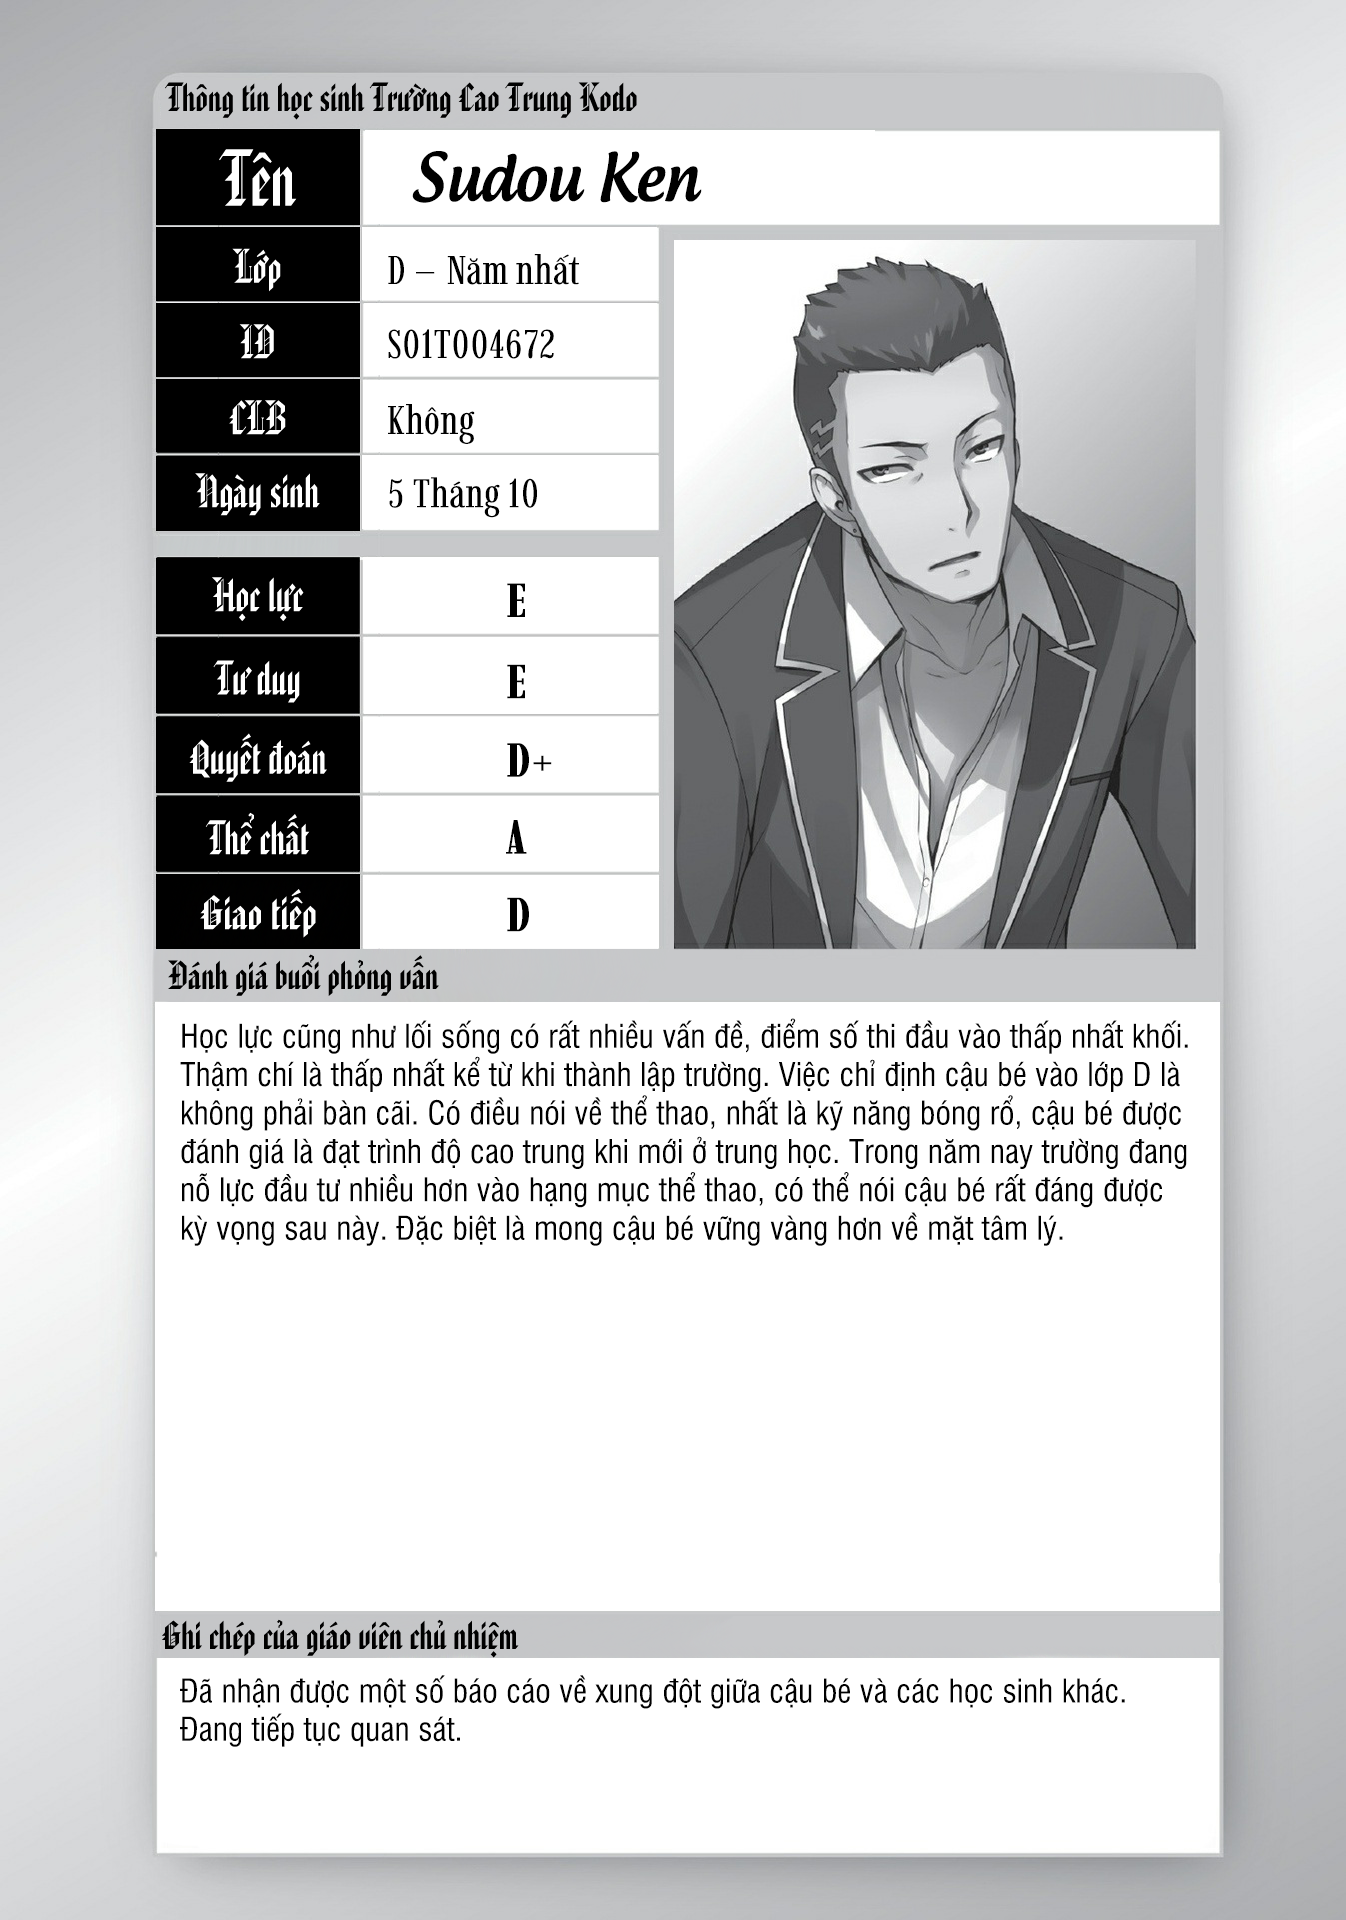 Thông tin học sinh Trường Cao Trung Kodo
Tên Sudou Ken
Lớp D – Năm nhất
ID S01T004672
CLB Không
Ngày sinh 5 Tháng 10
Học lực E
Tư duy E
Quyết đoán D+
Thể chất A
Giao tiếp D
Đánh giá buổi phỏng vấn
Học lực cũng như lối sống có rất nhiều vấn đề, điểm số thi đầu vào thấp nhất khối.
Thậm chí là thấp nhất kể từ khi thành lập trường. Việc chỉ định cậu bé vào lớp D là
không phải bàn cãi. Có điều nói về thể thao, nhất là kỹ năng bóng rổ, cậu bé được
đánh giá là đạt trình độ cao trung khi mới ở trung học. Trong năm nay trường đang
nỗ lực đầu tư nhiều hơn vào hạng mục thể thao, có thể nói cậu bé rất đáng được
kỳ vọng sau này. Đặc biệt là mong cậu bé vững vàng hơn về mặt tâm lý.
Ghi chép của giáo viên chủ nhiệm
Đã nhận được một số báo cáo về xung đột giữa cậu bé và các học sinh khác.
Đang tiếp tục quan sát.